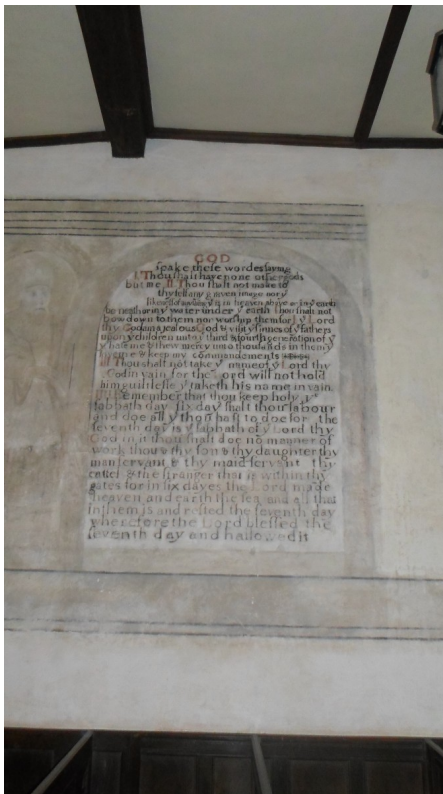 GOD
spake these wordes saying
I. Thou shalt have none other gods
but me II Thou shalt not make to
thy self any graven image nor y
likenes of anything y is in heaven above or in y earth
beneath or in y water under y earth Thou shalt not
bow down to them nor worship them for I y Lord
thy God am a jealous God & visit y sinnes of y fathers
upon y children unto y third & fourth generation of y
y hate me & shew mercy unto thousands in them y
love me & keep my commandements
III Thou shalt not take y name of y Lord thy
God in vain for the Lord will not hold
him guiltlesse y taketh his name in vain
Remember that thou keep holy y
sabbath day six days shalt thou labour
and doe all y thou hast to doe for the
seventh day is y sabbath of y Lord thy
God in it thou shalt doe no manner of
work thou & thy son & thy daughter thy
man servant & thy maid servant thy
cattel & the stranger that is within thy
gates for in six dayes the Lord made
heaven and earth the sea and all that
in them is and rested the seventh day
wherefore the Lord blessed the
seventh day and hallowed it